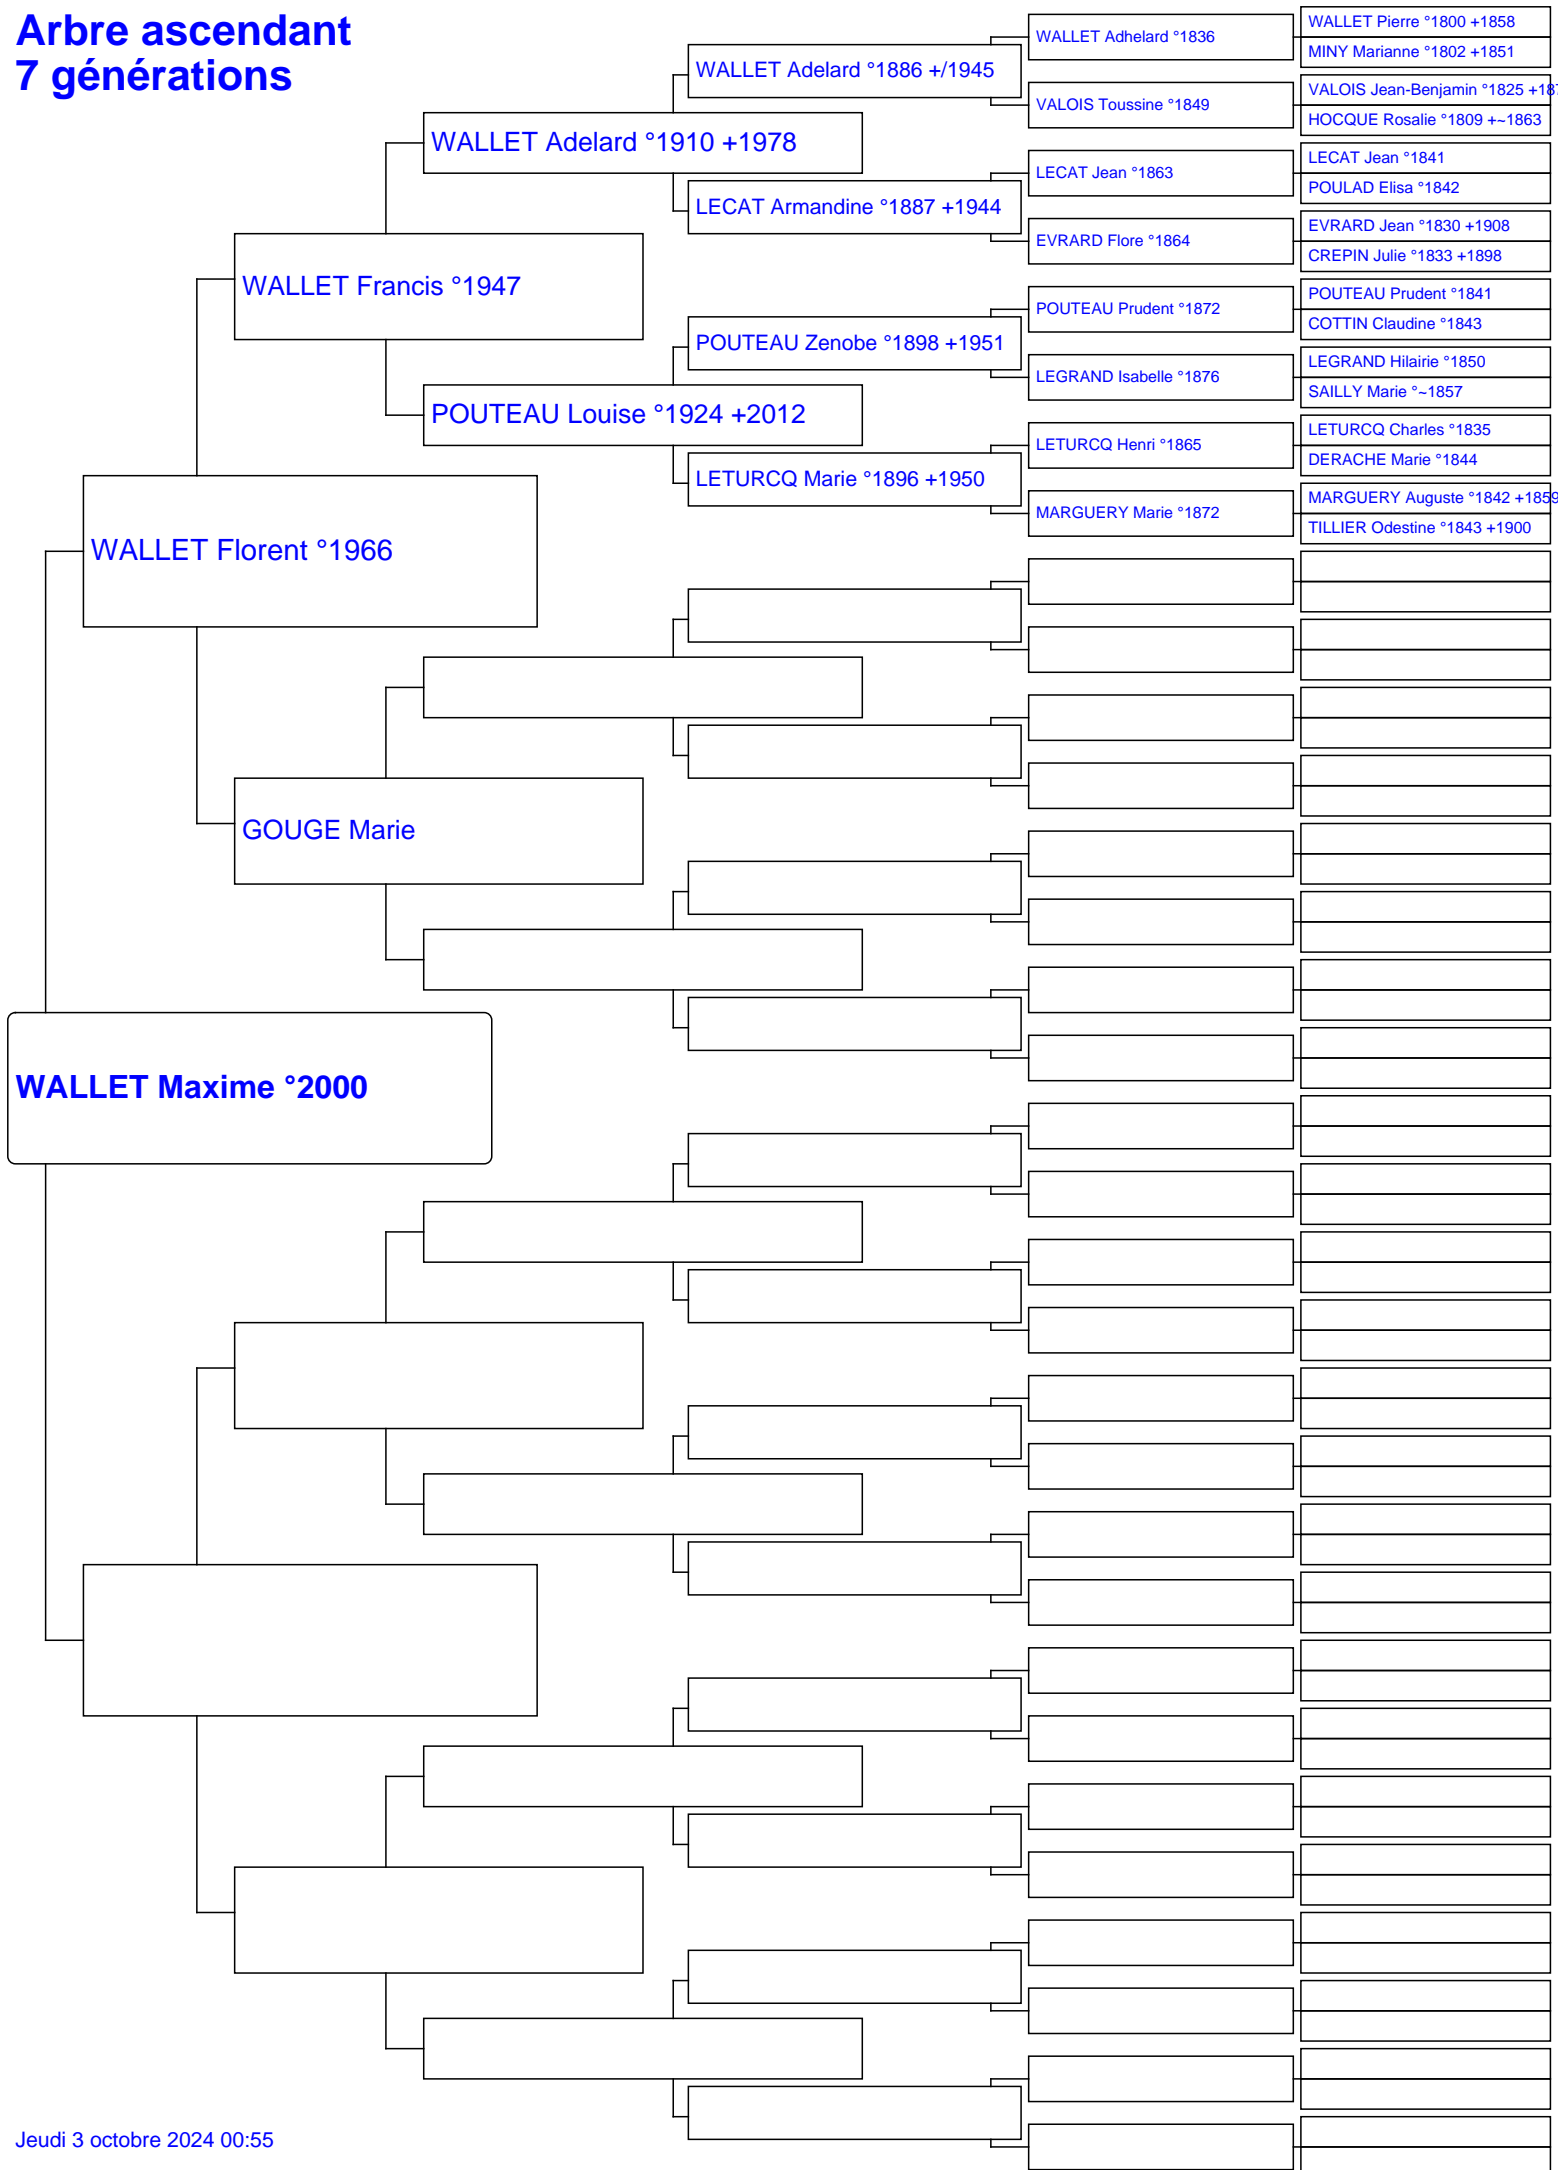 Arbre ascendant
7 générations
WALLET Maxime °2000
WALLET Florent °1966
WALLET Francis °1947
GOUGE Marie
WALLET Adelard °1910 +1978
POUTEAU Louise °1924 +2012
WALLET Adelard °1886 +/1945
LECAT Armandine °1887 +1944
POUTEAU Zenobe °1898 +1951
LETURCQ Marie °1896 +1950
WALLET Adhelard °1836
VALOIS Toussine °1849
LECAT Jean °1863
EVRARD Flore °1864
POUTEAU Prudent °1872
LEGRAND Isabelle °1876
LETURCQ Henri °1865
MARGUERY Marie °1872
WALLET Pierre °1800 +1858
MINY Marianne °1802 +1851
VALOIS Jean-Benjamin °1825
HOCQUE Rosalie °1809 +~1863
LECAT Jean °1841
POULAD Elisa °1842
EVRARD Jean °1830 +1908
CREPIN Julie °1833 +1898
POUTEAU Prudent °1841
COTTIN Claudine °1843
LEGRAND Hilairie °1850
SAILLY Marie °~1857
LETURCQ Charles °1835
DERACHE Marie °1844
MARGUERY Auguste °1842 +1859
TILLIER Odestine °1843 +1900
Jeudi 3 octobre 2024 00:55